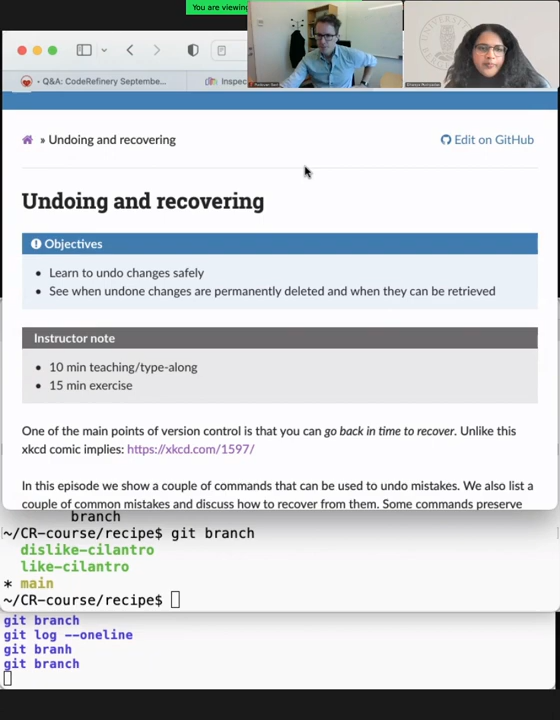 You are viewing
Q&A: CodeRefinery Septembe...
Inspec
» Undoing and recovering
Edit on GitHub
Undoing and recovering
Objectives
• Learn to undo changes safely
• See when undone changes are permanently deleted and when they can be retrieved
Instructor note
• 10 min teaching/type-along
• 15 min exercise
One of the main points of version control is that you can go back in time to recover. Unlike this
xkcd comic implies: https://xkcd.com/1597/
In this episode we show a couple of commands that can be used to undo mistakes. We also list a
couple of common mistakes and discuss how to recover from them. Some commands preserve
branch
~/CR-course/recipe$ git branch
dislike-cilantro
like-cilantro
* main
~/CR-course/recipe$
git branch
git log --oneline
git branh
git branch